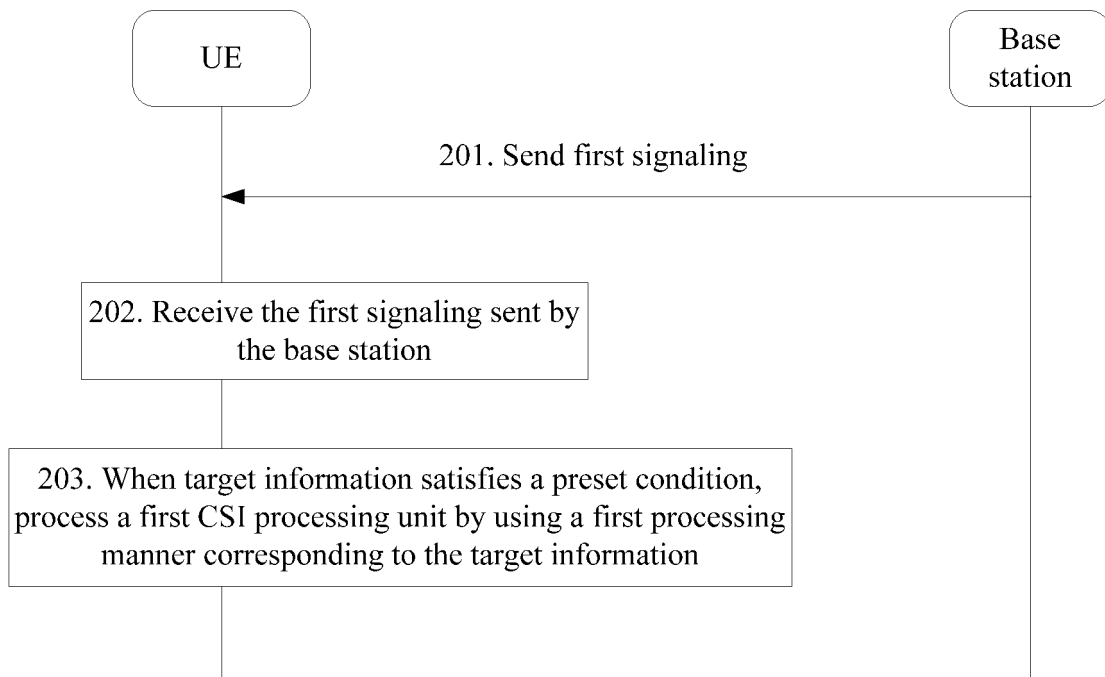 UE
Base
station
201. Send first signaling
202. Receive the first signaling sent by
the base station
203. When target information satisfies a preset condition,
process a first CSI processing unit by using a first processing
manner corresponding to the target information